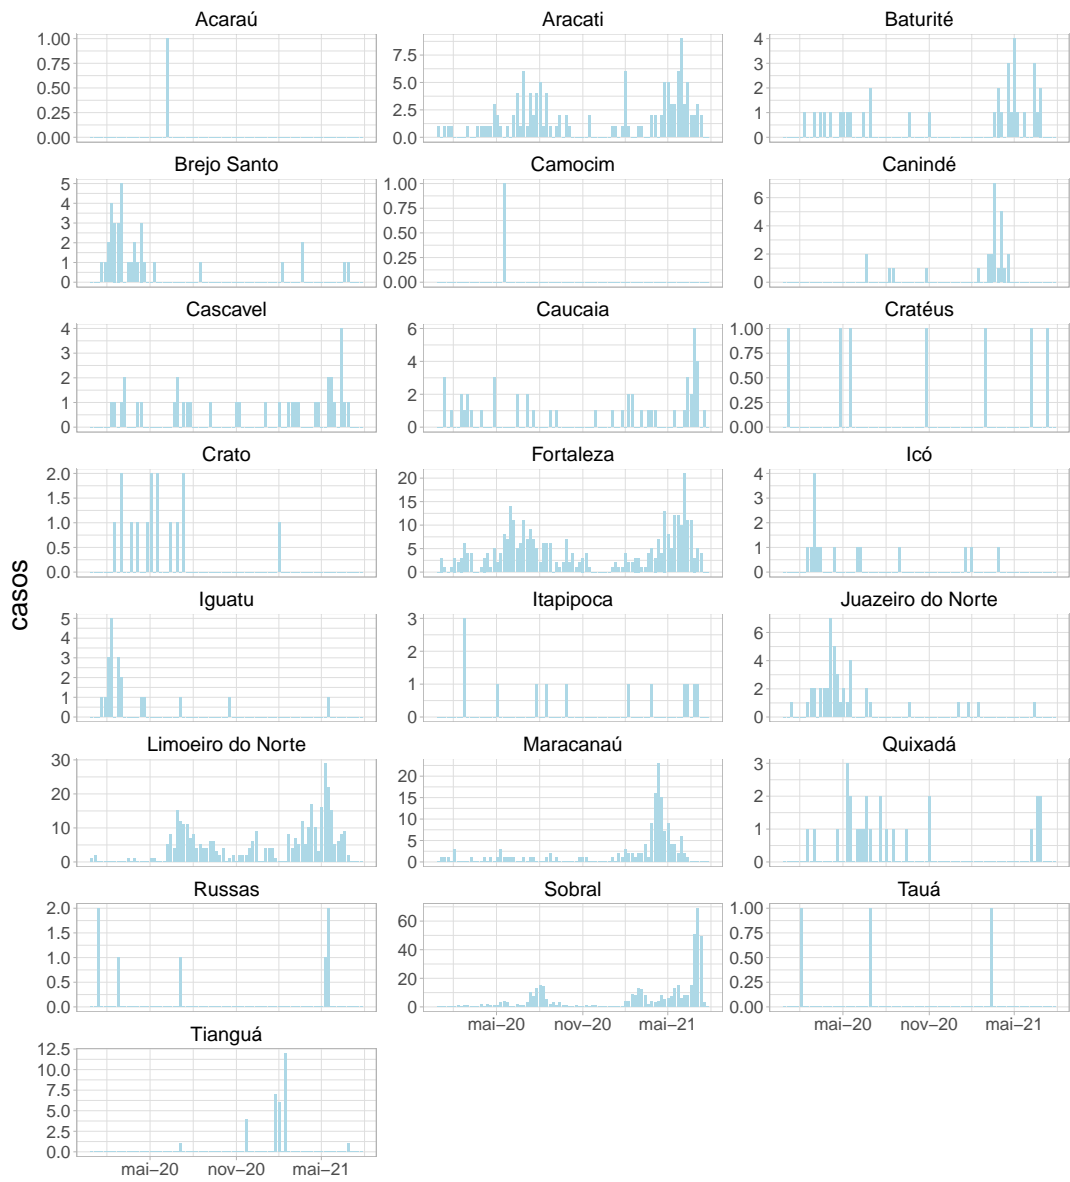 Acaraú Aracati Baturité
1.00 0.75 0.50 0.25 0.00
7.5 5.0 2.5 0.0
4 3 2 1 0
Brejo Santo Camocim Canindé
5 4 3 2 1 0
1.00 0.75 0.50 0.25 0.00
6 4 2 0
Cascavel Caucaia Cratéus
4 3 2 1 0
6 4 2 0
1.00 0.75 0.50 0.25 0.00
Crato Fortaleza Icó
2.0 1.5 1.0 0.5 0.0
20 15 10 5 0
4 3 2 1 0
casos
Iguatu Itapipoca Juazeiro do Norte
5 4 3 2 1 0
3 2 1 0
6 4 2 0
Limoeiro do Norte Maracanaú Quixadá
30 20 10 0
20 15 10 5 0
3 2 1 0
Russas Sobral Tauá
2.0 1.5 1.0 0.5 0.0
60 40 20 0
1.00 0.75 0.50 0.25 0.00
mai−20 nov−20 mai−21 mai−20 nov−20 mai−21
Tianguá
12.5 10.0 7.5 5.0 2.5 0.0
mai−20 nov−20 mai−21